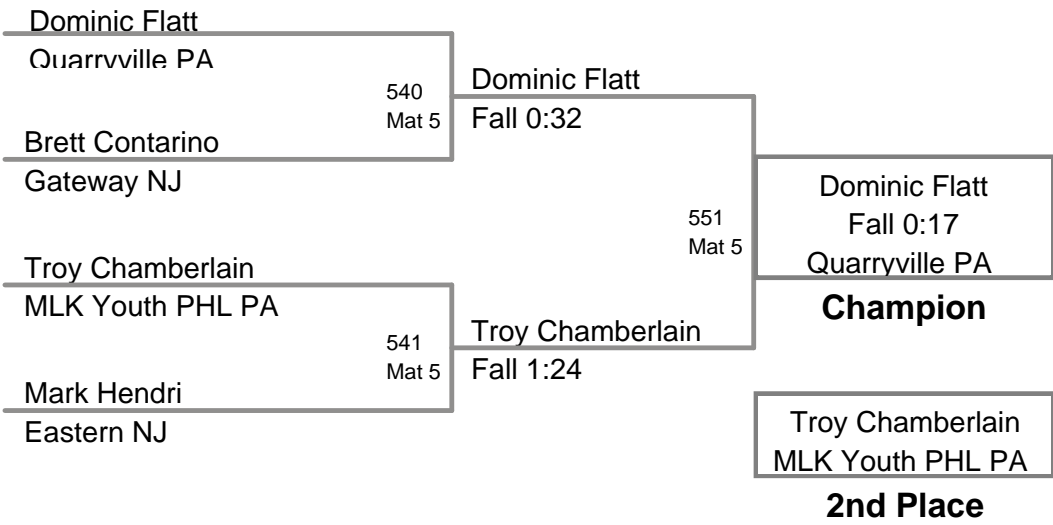 Dominic Flatt
Quarryville PA
540
Mat 5
Brett Contarino
Gateway NJ
Dominic Flatt
Fall 0:32
Troy Chamberlain
MLK Youth PHL PA
541
Mat 5
Mark Hendri
Eastern NJ
Troy Chamberlain
Fall 1:24
551
Mat 5
Dominic Flatt
Fall 0:17
Quarryville PA
Champion
Troy Chamberlain
MLK Youth PHL PA
2nd Place